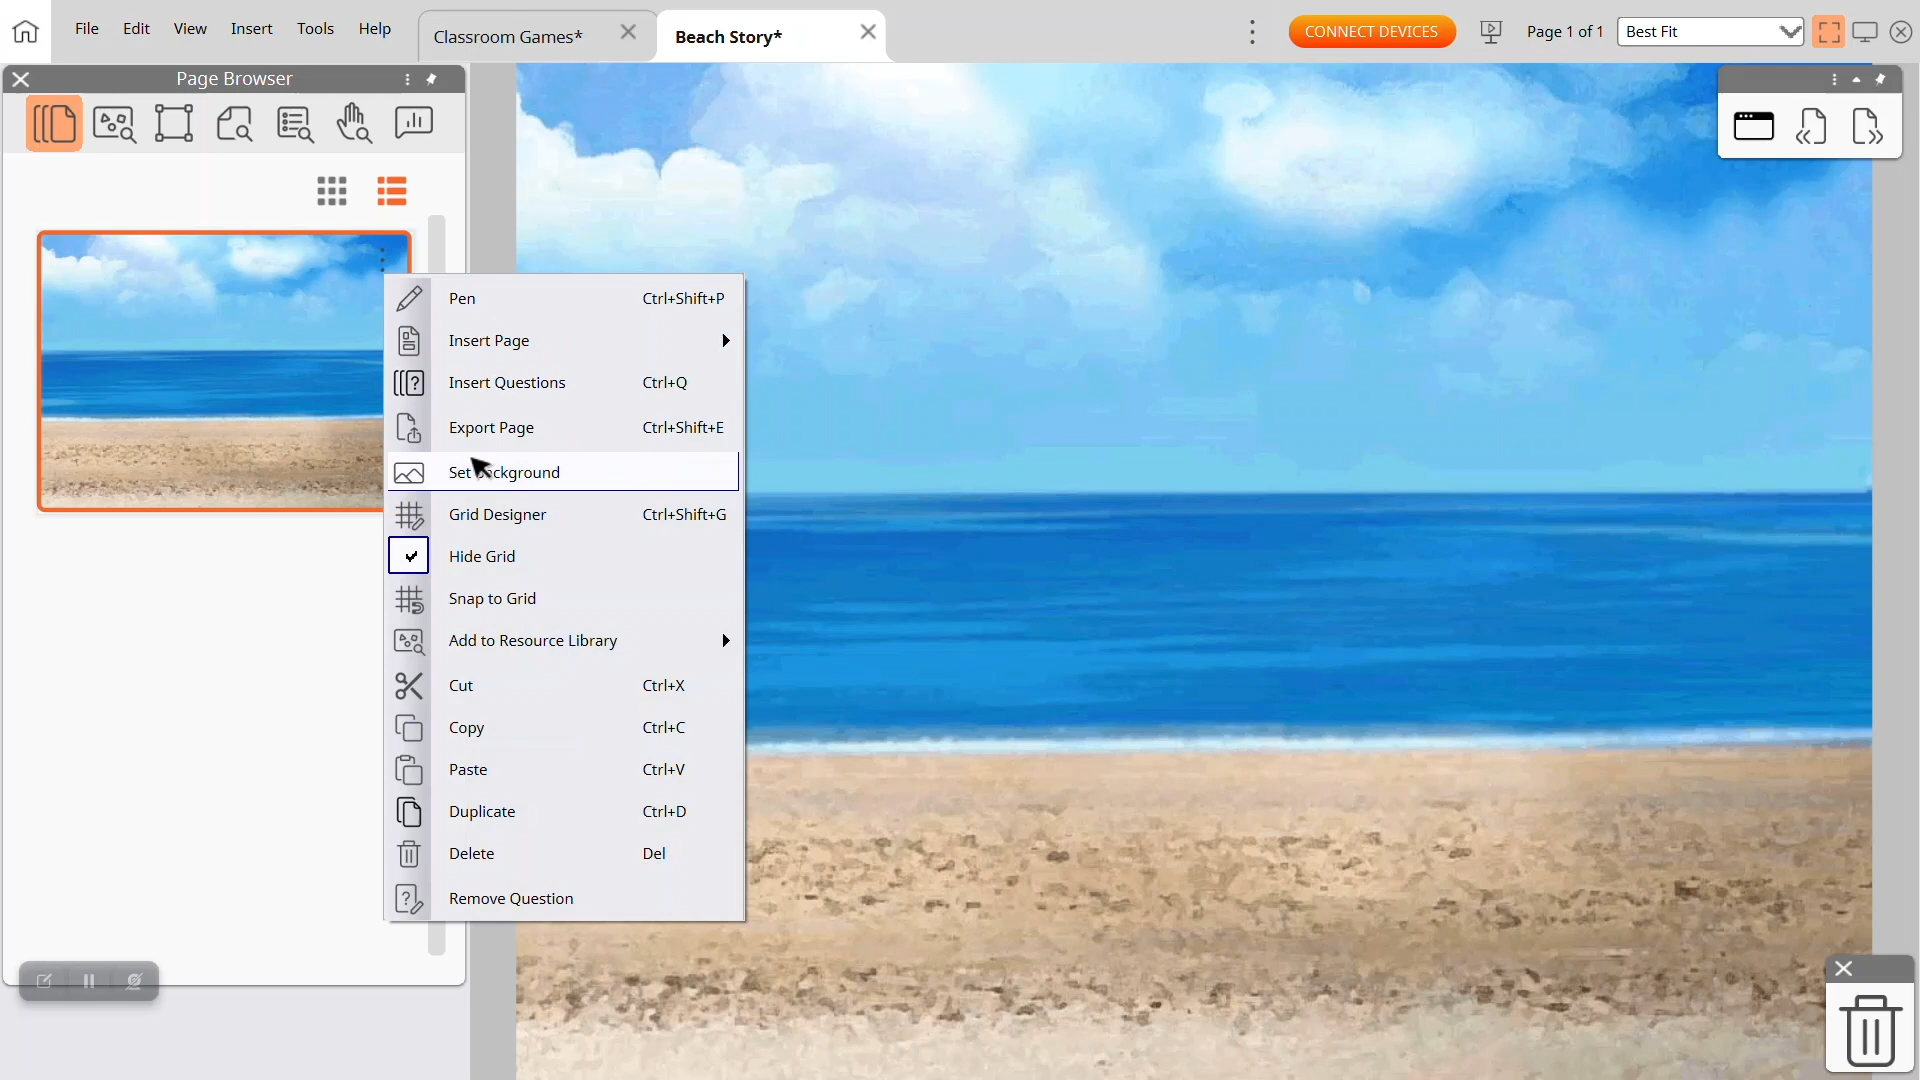 File Edit View Insert Tools Help
Classroom Games*
Beach Story*
CONNECT DEVICES
Page 1 of 1
Best Fit
Page Browser
Pen Ctrl+Shift+P
Insert Page
Insert Questions Ctrl+Q
Export Page Ctrl+Shift+E
Set ckground
Grid Designer Ctrl+Shift+G
Hide Grid
Snap to Grid
Add to Resource Library
Cut Ctrl+X
Copy Ctrl+C
Paste Ctrl+V
Duplicate Ctrl+D
Delete Del
Remove Question